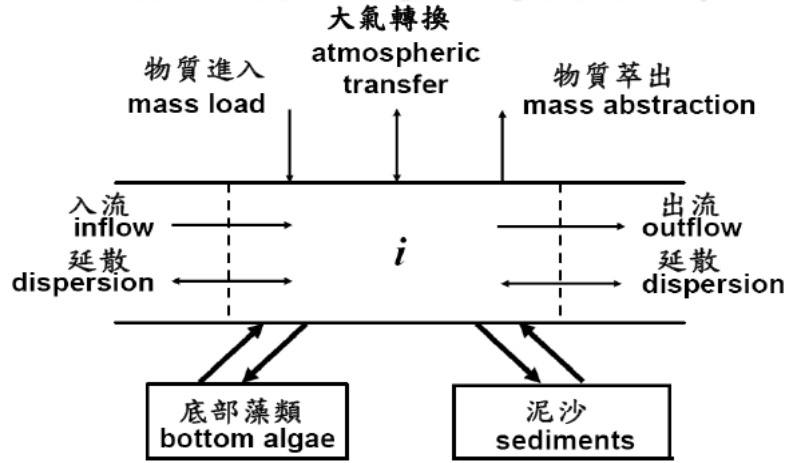 大氣轉換
atmospheric
transfer
物質進入
mass load
物質萃出
mass abstraction
入流
inflow
延散
dispersion
i
出流
outflow
延散
dispersion
底部藻類
bottom algae
泥沙
sediments